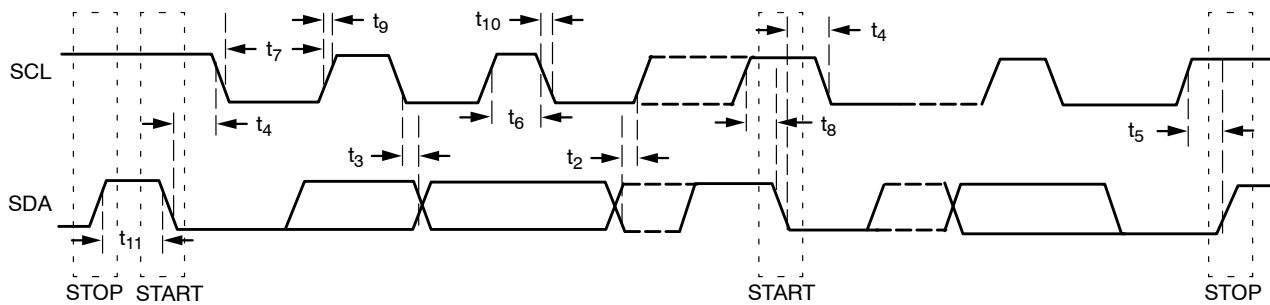 t9
t10
t7
t4
SCL
t4
t6
t8
t5
t3
t2
SDA
t11
STOP START START STOP